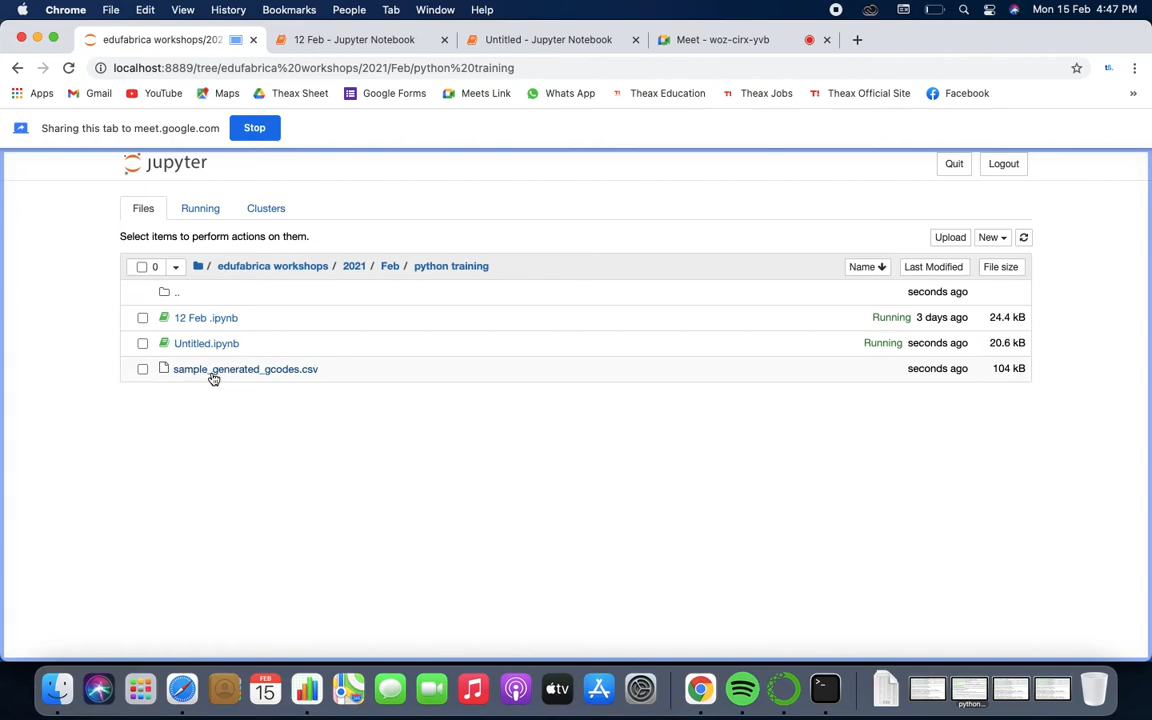 Chrome File Edit View History Bookmarks People Tab Window Help Mon 15 Feb 4:47 PM
edufabrica workshops/202 12 Feb - Jupyter Notebook Untitled - Jupyter Notebook Meet - woz-cirx-yvb
localhost:8889/tree/edufabrica%20workshops/2021/Feb/python%20training
Apps Gmail YouTube Maps Theax Sheet Google Forms Meets Link Whats App Theax Education Theax Jobs Theax Official Site Facebook »
Sharing this tab to meet.google.com Stop
jupyter Quit Logout
Files Running Clusters
Select items to perform actions on them. Upload New
0 / edufabrica workshops / 2021 / Feb / python training Name Last Modified File size
.. seconds ago
12 Feb .ipynb Running 3 days ago 24.4 kB
Untitled.ipynb Running seconds ago 20.6 kB
sample_generated_gcodes.csv seconds ago 104 kB
FEB
15
tv
python...